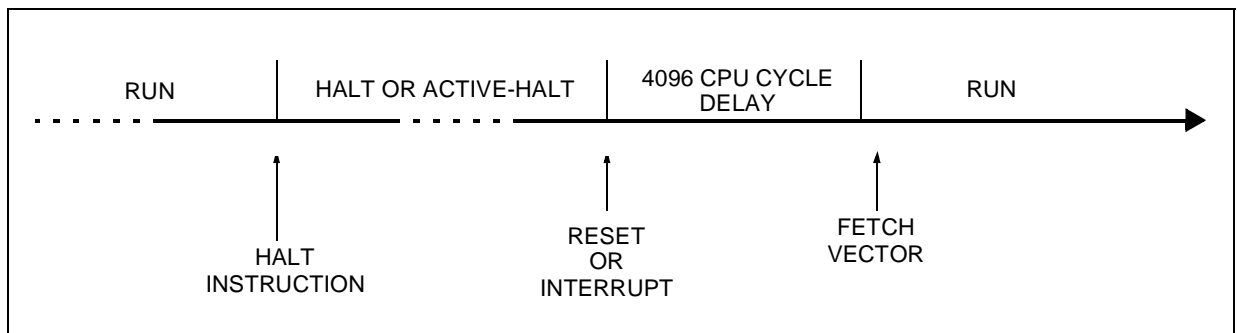 RUN
HALT OR ACTIVE-HALT
4096 CPU CYCLE
DELAY
RUN
HALT
INSTRUCTION
RESET
OR
INTERRUPT
FETCH
VECTOR